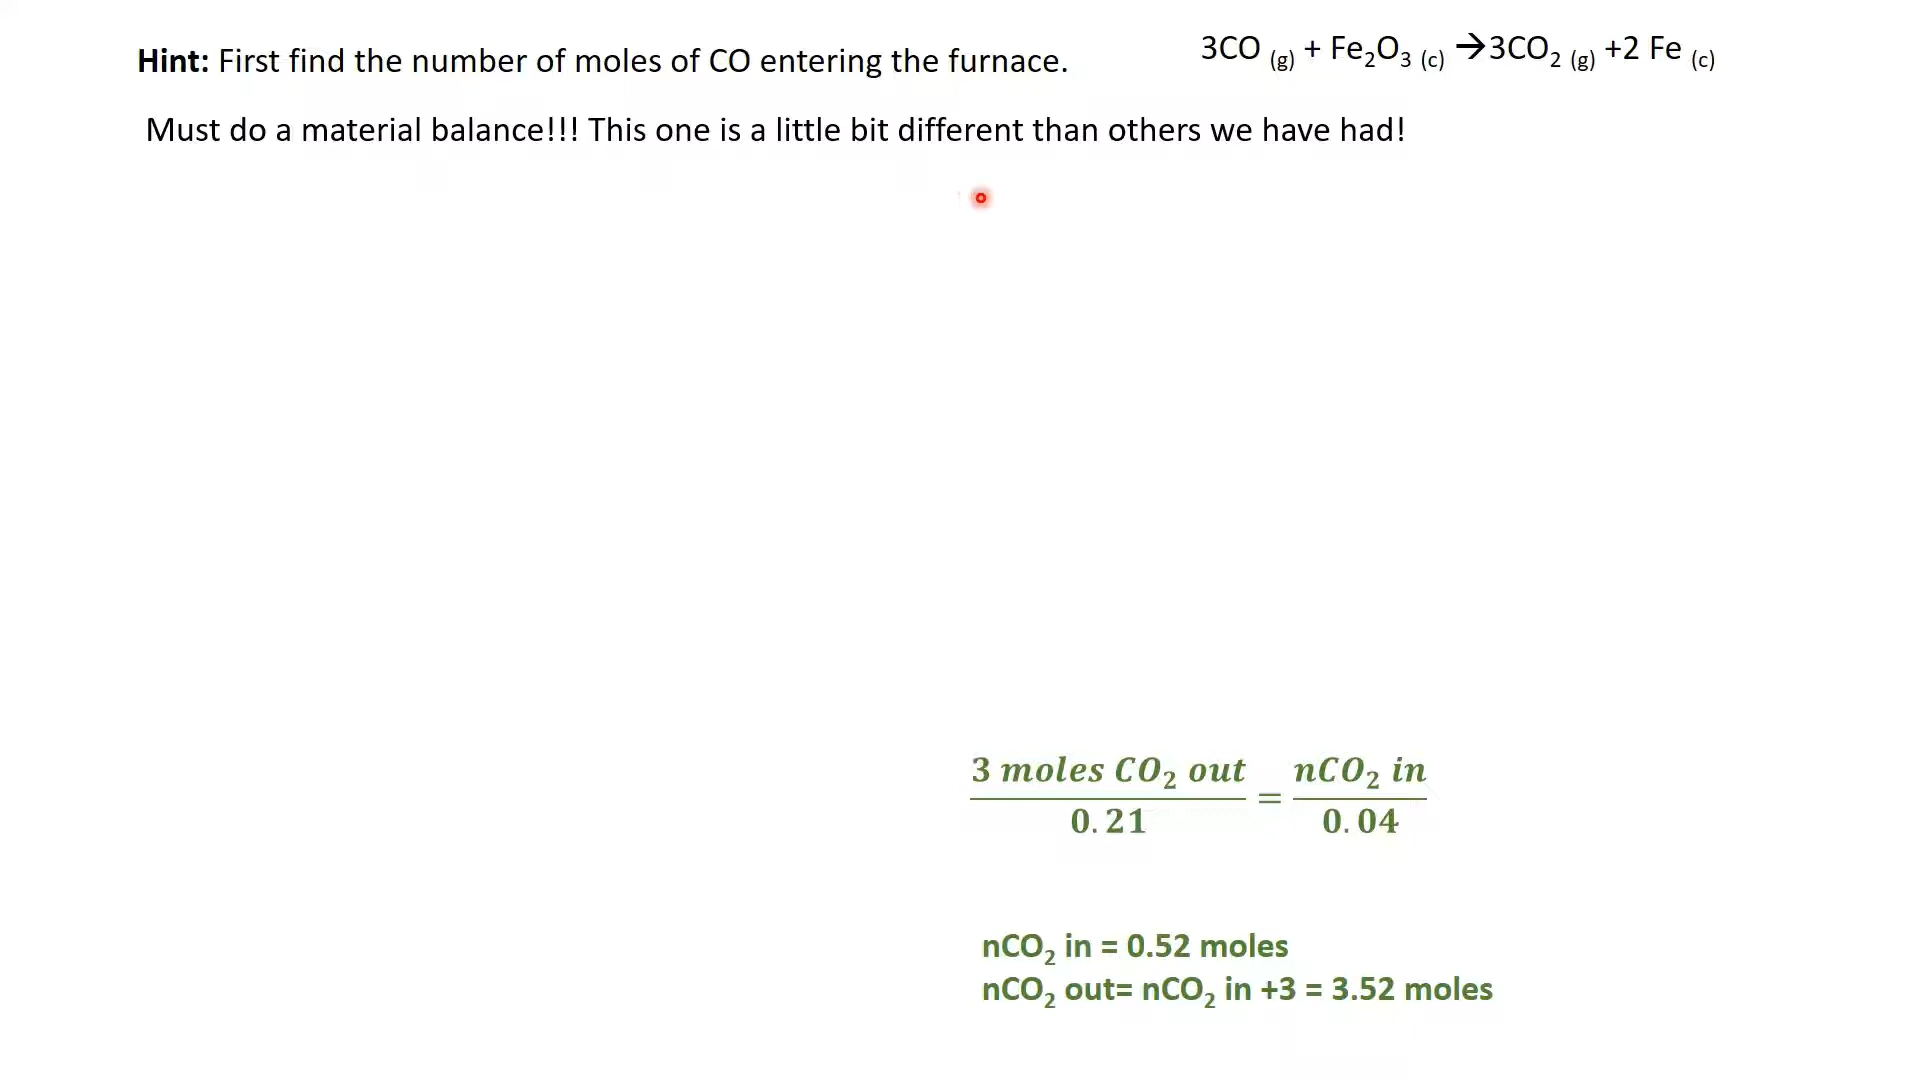 Hint: First find the number of moles of CO entering the furnace.
3CO (g) + Fe₂O₃ (c) →3CO₂ (g) +2 Fe (c)
Must do a material balance!!! This one is a little bit different than others we have had!
3 moles CO₂ out / 0.21 = nCO₂ in / 0.04
nCO₂ in = 0.52 moles
nCO₂ out= nCO₂ in +3 = 3.52 moles